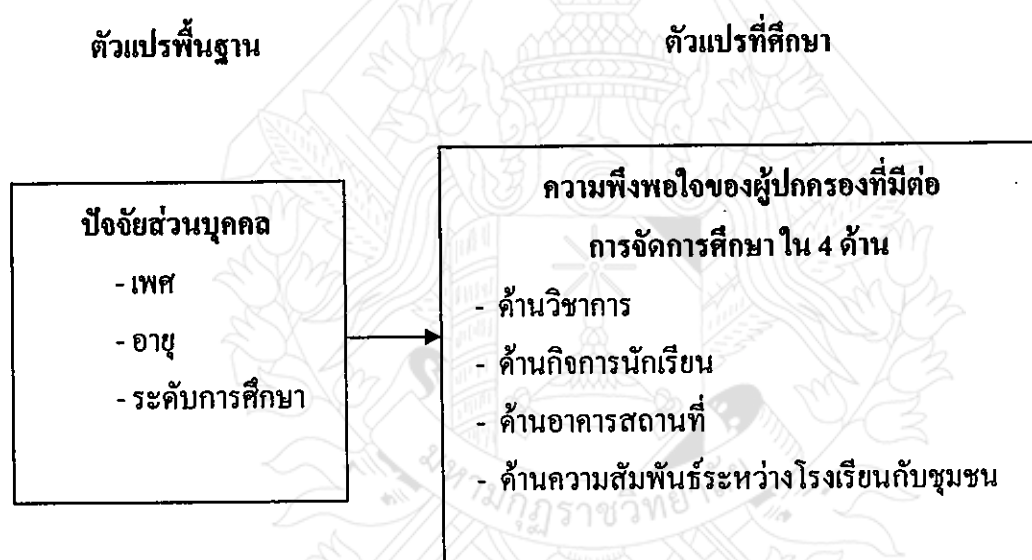 ตัวแปรพื้นฐาน
ตัวแปรที่ศึกษา
ปัจจัยส่วนบุคคล
- เพศ
- อายุ
- ระดับการศึกษา
ความพึงพอใจของผู้ปกครองที่มีต่อ
การจัดการศึกษา ใน 4 ด้าน
- ด้านวิชาการ
- ด้านกิจการนักเรียน
- ด้านอาคารสถานที่
- ด้านความสัมพันธ์ระหว่างโรงเรียนกับชุมชน